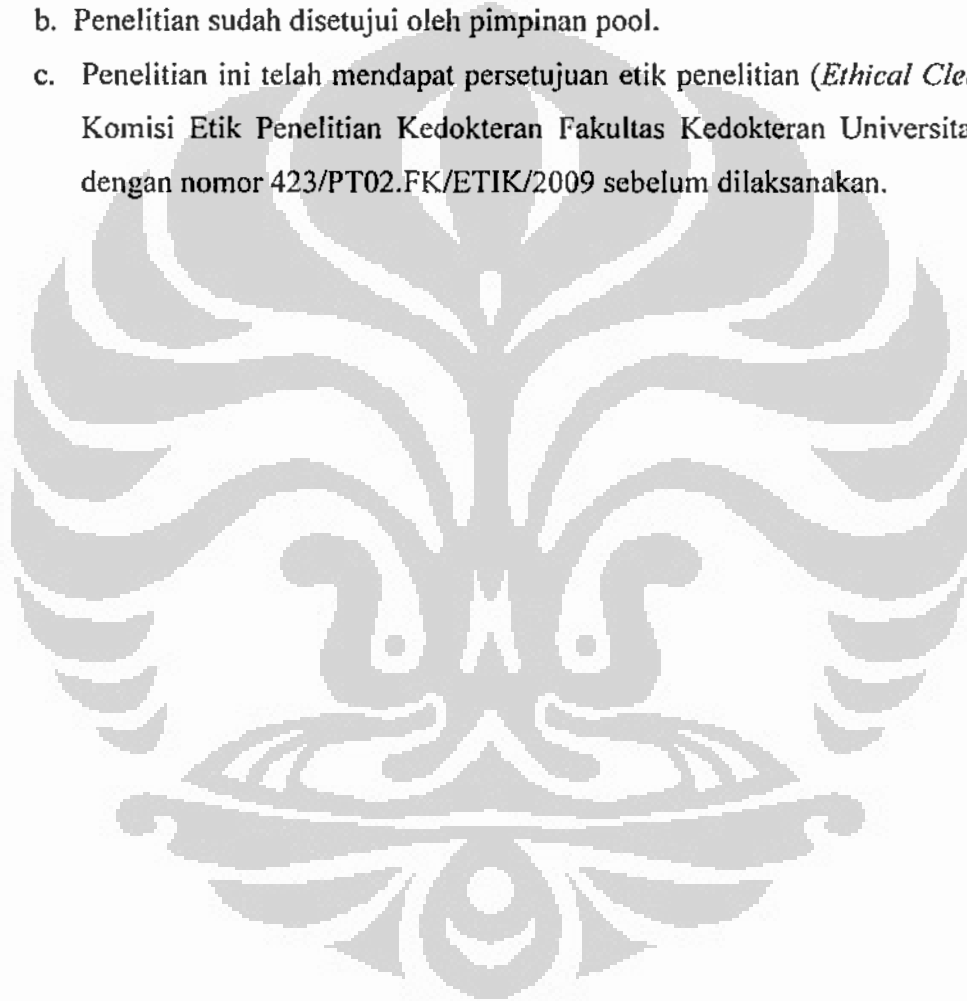 b. Penelitian sudah disetujui oleh pimpinan pool.
c. Penelitian ini telah mendapat persetujuan etik penelitian (Ethical
Komisi Etik Penelitian Kedokteran Fakultas Kedokteran
dengan nomor 423/PT02.FK/ETIK/2009 sebelum dilaksanakan.